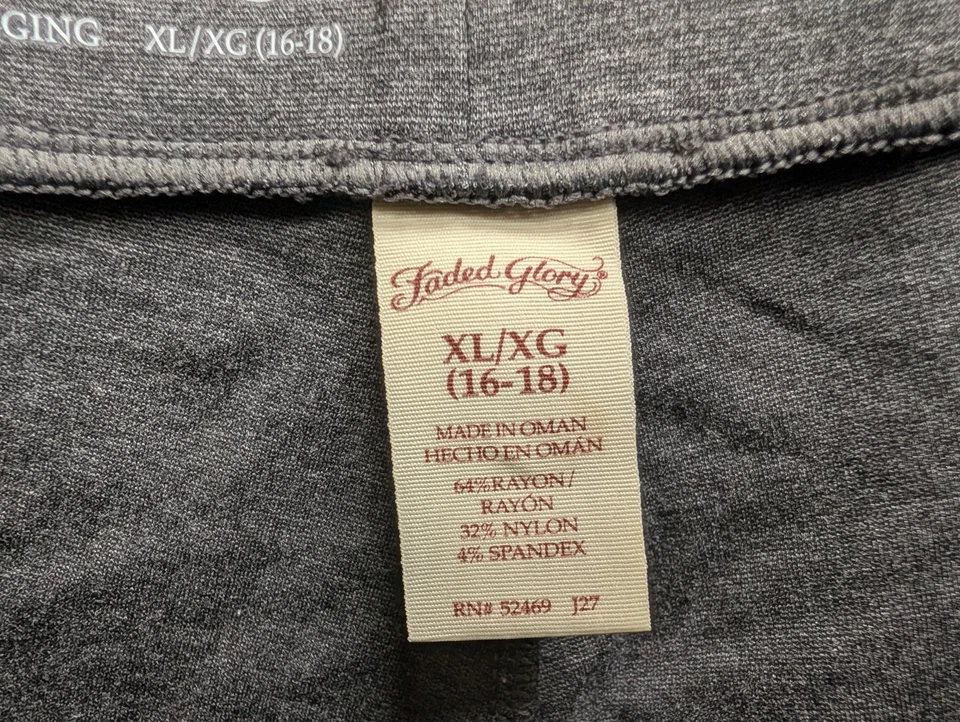 GING XL/XG (16-18)
Faded Glory®
XL/XG
(16-18)
MADE IN OMAN
HECHO EN OMÁN
64% RAYON/
RAYÓN
32% NYLON
4% SPANDEX
RN# 52469 J27